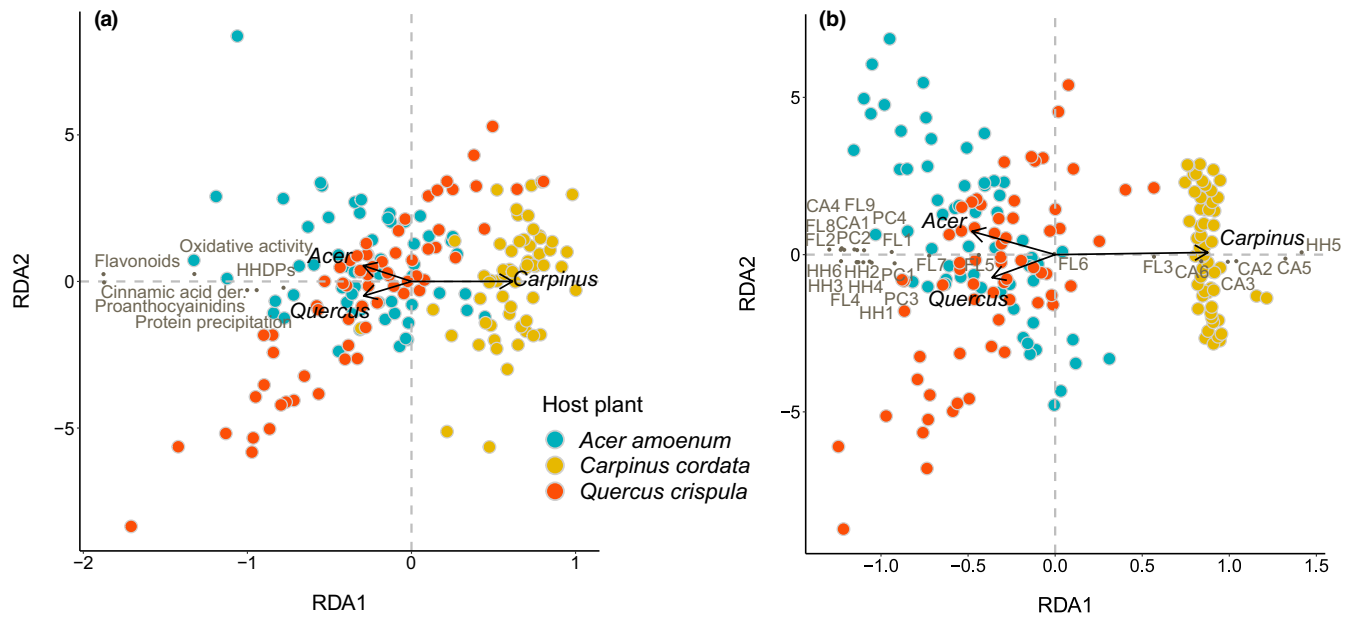 (a)
RDA2
5
0
−5
Oxidative activity
Flavonoids
HHDPs
Cinnamic acid der.
Proanthocyainidins
Protein precipitation
Acer
Quercus
Carpinus
Host plant
Acer amoenum
Carpinus cordata
Quercus crispula
−2
−1
0
1
RDA1
(b)
RDA2
5
0
−5
CA4 FL9
FL8 CA1 PC4
FL2 PC2 FL1
HH6 HH2 PC1 FL7 FL5 FL6 FL3 CA6 CA2 CA5 HH5
HH3 HH4 CA3
FL4 PC3
HH1
Acer
Quercus
Carpinus
−1.0
−0.5
0.0
0.5
1.0
1.5
RDA1